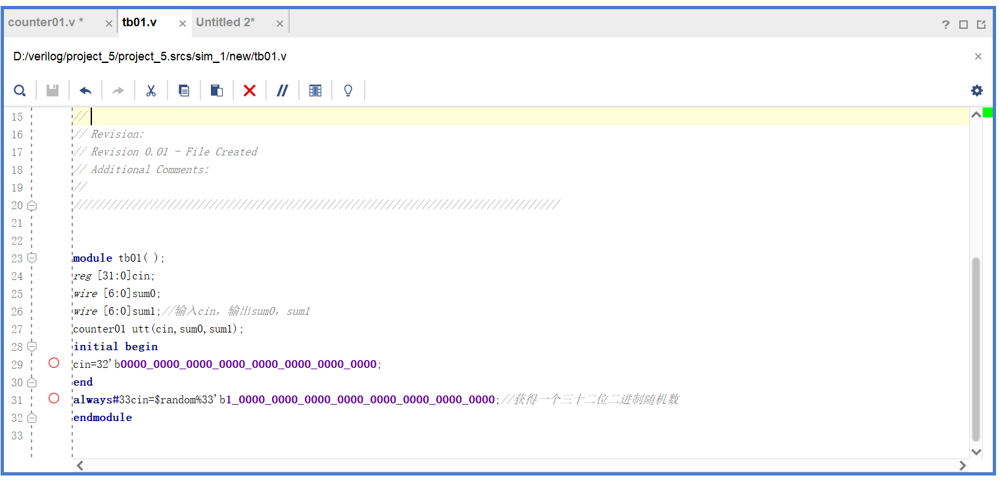 counter01.v *
tb01.v
Untitled 2*
D:/verilog/project_5/project_5.srcs/sim_1/new/tb01.v
15 //
16 // Revision:
17 // Revision 0.01 - File Created
18 // Additional Comments:
19 //
20 //////////////////////////////////////////////////////////////////////////////////
21
22
23 module tb01( );
24 reg [31:0]cin;
25 wire [6:0]sum0;
26 wire [6:0]sum1;//输入cin，输出sum0，sum1
27 counter01 utt(cin,sum0,sum1);
28 initial begin
29 cin=32'b0000_0000_0000_0000_0000_0000_0000_0000;
30 end
31 always#33cin=$random%33'b1_0000_0000_0000_0000_0000_0000_0000_0000;//获得一个三十二位二进制随机数
32 endmodule
33